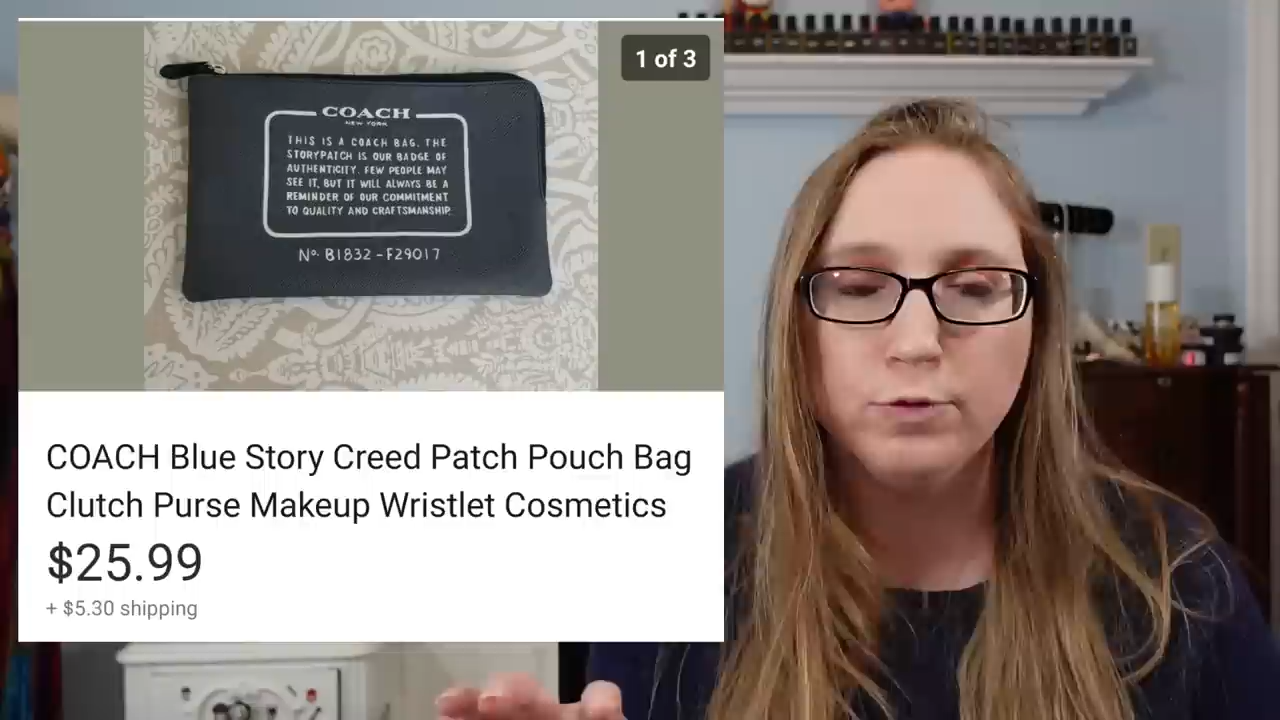 1 of 3
COACH
NEW YORK
THIS IS A COACH BAG. THE
STORYPATCH IS OUR BADGE OF
AUTHENTICITY. FEW PEOPLE MAY
SEE IT, BUT IT WILL ALWAYS BE A
REMINDER OF OUR COMMITMENT
TO QUALITY AND CRAFTSMANSHIP.
Nº B1832-F29017
COACH Blue Story Creed Patch Pouch Bag
Clutch Purse Makeup Wristlet Cosmetics
$25.99
+ $5.30 shipping